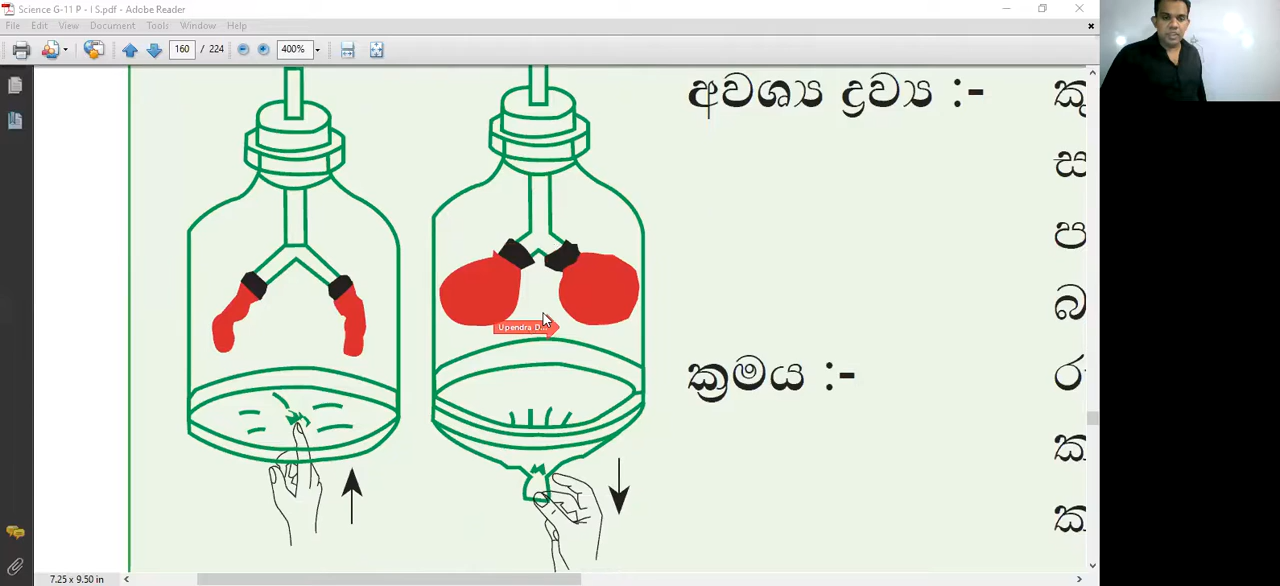 Science G-11 P - I S.pdf - Adobe Reader
File Edit View Document Tools Window Help
160 / 224 400%
අවශ්‍ය ද්‍රව්‍ය :-
Upendra D...
ක්‍රමය :-
7.25 x 9.50 in